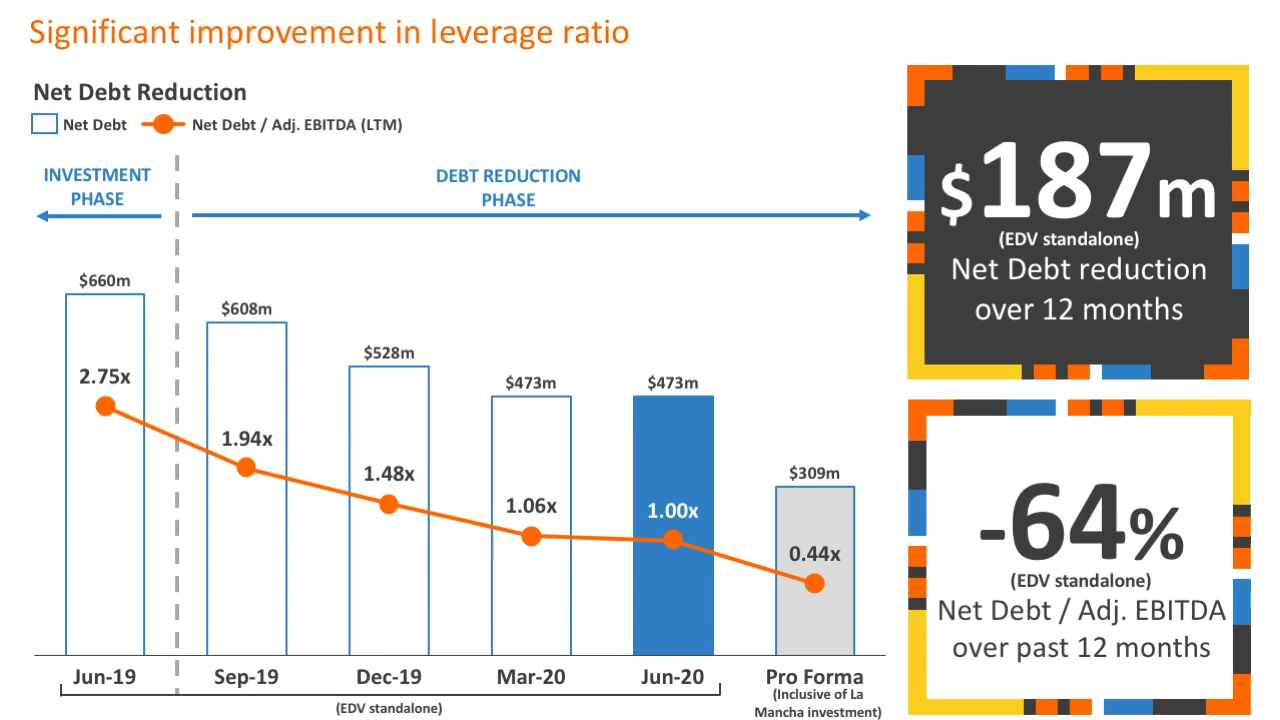 Significant improvement in leverage ratio
Net Debt Reduction
Net Debt
Net Debt / Adj. EBITDA (LTM)
INVESTMENT
PHASE
DEBT REDUCTION
PHASE
$660m
$608m
$528m
$473m
$473m
$309m
2.75x
1.94x
1.48x
1.06x
1.00x
0.44x
Jun-19
Sep-19
Dec-19
Mar-20
Jun-20
Pro Forma
(Inclusive of La
Mancha investment)
(EDV standalone)
$187m
(EDV standalone)
Net Debt reduction
over 12 months
-64%
(EDV standalone)
Net Debt / Adj. EBITDA
over past 12 months